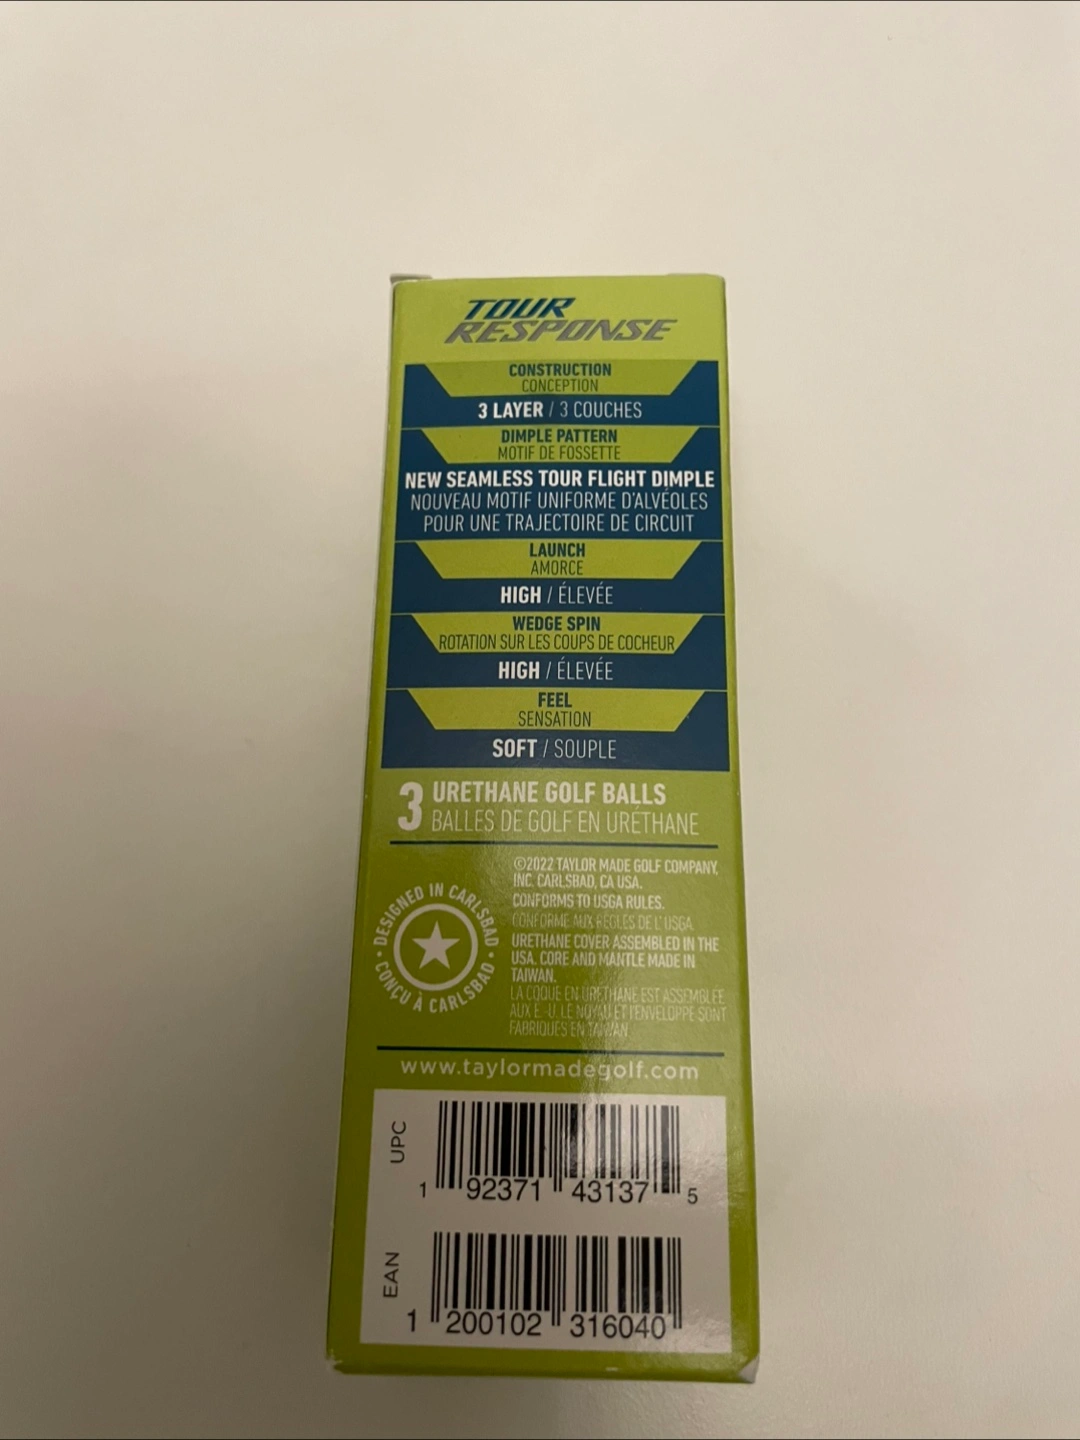 TOUR
RESPONSE
CONSTRUCTION
CONCEPTION
3 LAYER / 3 COUCHES
DIMPLE PATTERN
MOTIF DE FOSSETTE
NEW SEAMLESS TOUR FLIGHT DIMPLE
NOUVEAU MOTIF UNIFORME D'ALVÉOLES
POUR UNE TRAJECTOIRE DE CIRCUIT
LAUNCH
AMORCE
HIGH / ÉLEVÉE
WEDGE SPIN
ROTATION SUR LES COUPS DE COCHEUR
HIGH / ÉLEVÉE
FEEL
SENSATION
SOFT / SOUPLE
3 URETHANE GOLF BALLS
BALLES DE GOLF EN URÉTHANE
DESIGNED IN CARLSBAD
CONÇU À CARLSBAD
©2022 TAYLOR MADE GOLF COMPANY,
INC. CARLSBAD, CA USA.
CONFORMS TO USGA RULES.
CONFORME AUX RÈGLES DE L'USGA
URETHANE COVER ASSEMBLED IN THE
USA. CORE AND MANTLE MADE IN
TAIWAN.
LA COQUE EN URÉTHANE EST ASSEMBLÉE
AUX É.-U. LE NOYAU ET l'ENVELOPPE SONT
FABRIQUÉS EN TAIWAN
www.taylormadegolf.com
UPC
1 92371 43137 5
EAN
1 200102 316040